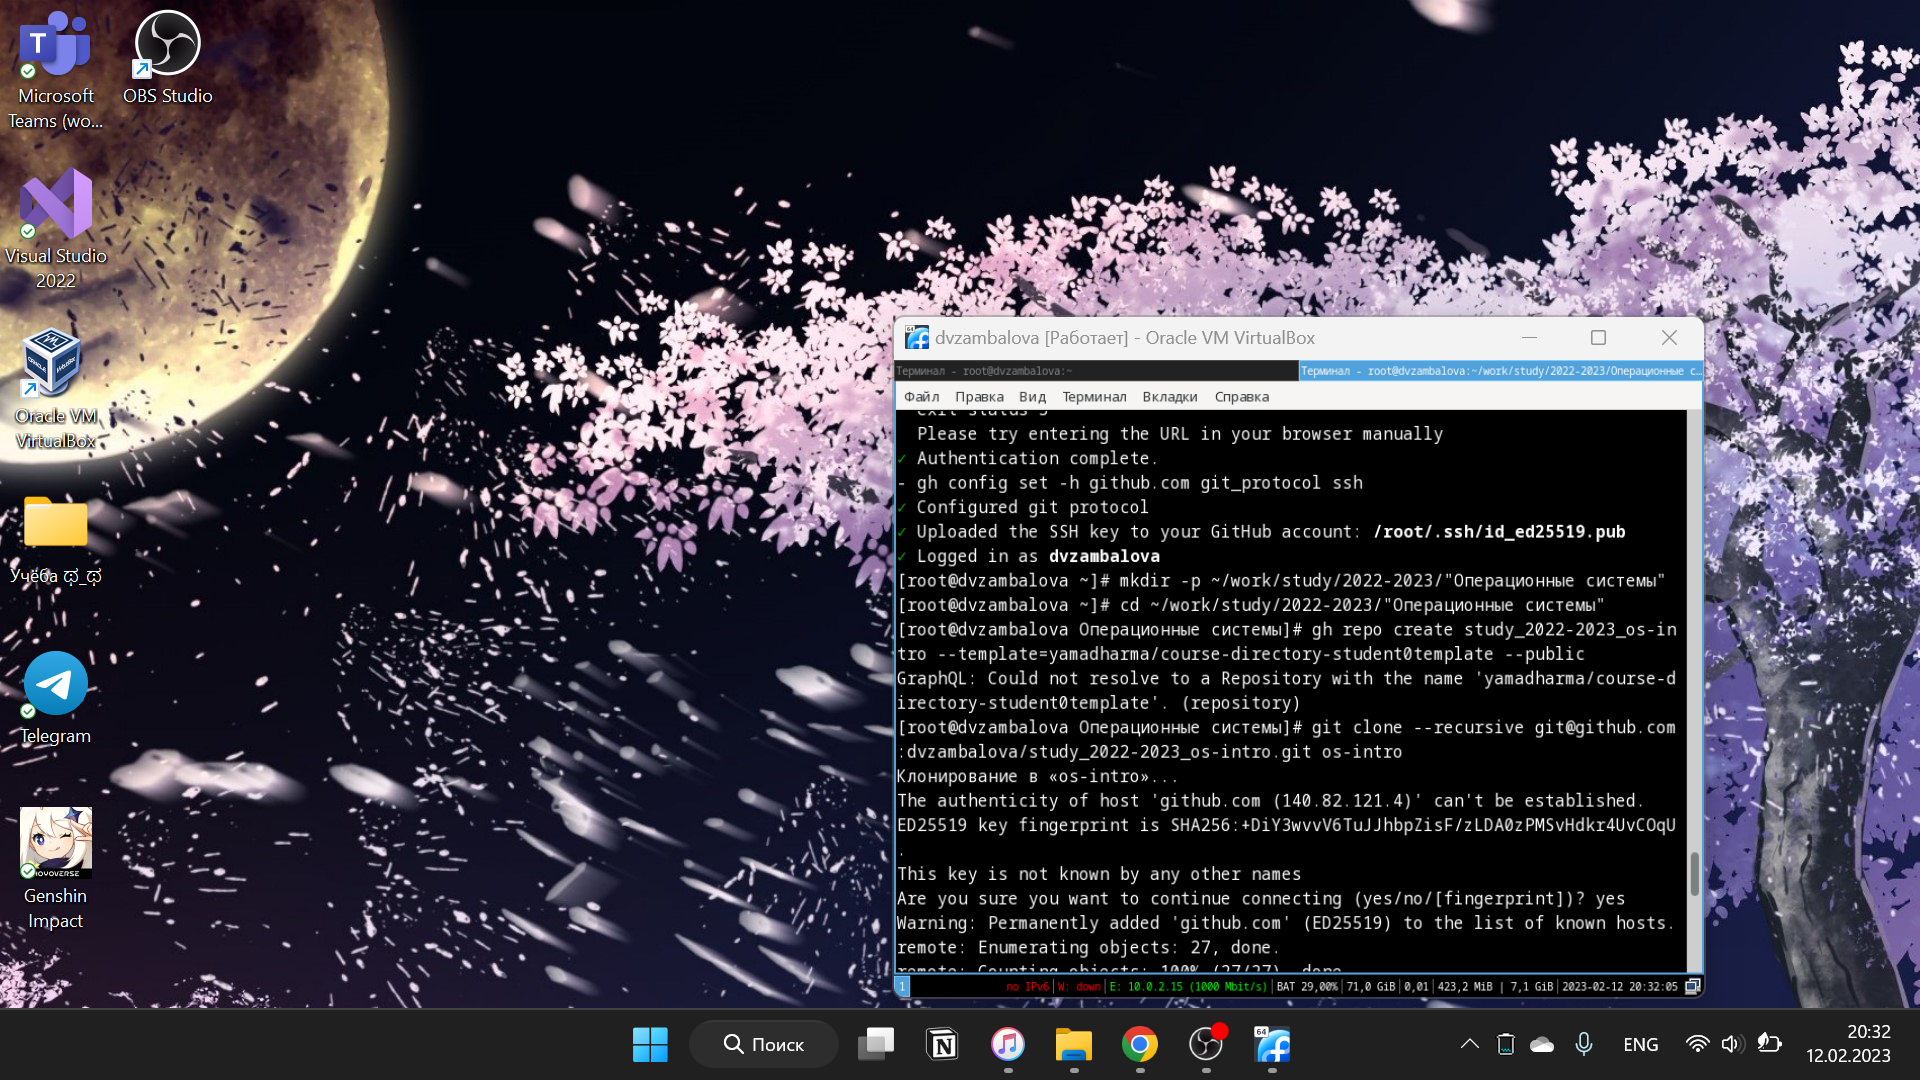 Microsoft
Teams (wo...
OBS Studio
Visual Studio
2022
Oracle VM
VirtualBox
Учёба ಠ_ಠ
Telegram
HOYOVERSE
Genshin
Impact
dvzambalova [Работает] - Oracle VM VirtualBox
Терминал - root@dvzambalova:~
Терминал - root@dvzambalova:~/work/study/2022-2023/Операционные с...
Файл Правка Вид Терминал Вкладки Справка
exit status 3
Please try entering the URL in your browser manually
✓ Authentication complete.
- gh config set -h github.com git_protocol ssh
✓ Configured git protocol
✓ Uploaded the SSH key to your GitHub account: /root/.ssh/id_ed25519.pub
✓ Logged in as dvzambalova
[root@dvzambalova ~]# mkdir -p ~/work/study/2022-2023/"Операционные системы"
[root@dvzambalova ~]# cd ~/work/study/2022-2023/"Операционные системы"
[root@dvzambalova Операционные системы]# gh repo create study_2022-2023_os-in
tro --template=yamadharma/course-directory-student0template --public
GraphQL: Could not resolve to a Repository with the name 'yamadharma/course-d
irectory-student0template'. (repository)
[root@dvzambalova Операционные системы]# git clone --recursive git@github.com
:dvzambalova/study_2022-2023_os-intro.git os-intro
Клонирование в «os-intro»...
The authenticity of host 'github.com (140.82.121.4)' can't be established.
ED25519 key fingerprint is SHA256:+DiY3wvvV6TuJJhbpZisF/zLDA0zPMSvHdkr4UvCOqU
.
This key is not known by any other names
Are you sure you want to continue connecting (yes/no/[fingerprint])? yes
Warning: Permanently added 'github.com' (ED25519) to the list of known hosts.
remote: Enumerating objects: 27, done.
remote: Counting objects: 100% (27/27), done.
1
no IPv6|W: down|E: 10.0.2.15 (1000 Mbit/s)|BAT 29,00%|71,0 GiB|0,01|423,2 MiB | 7,1 GiB|2023-02-12 20:32:05
Поиск
64
ENG
20:32
12.02.2023